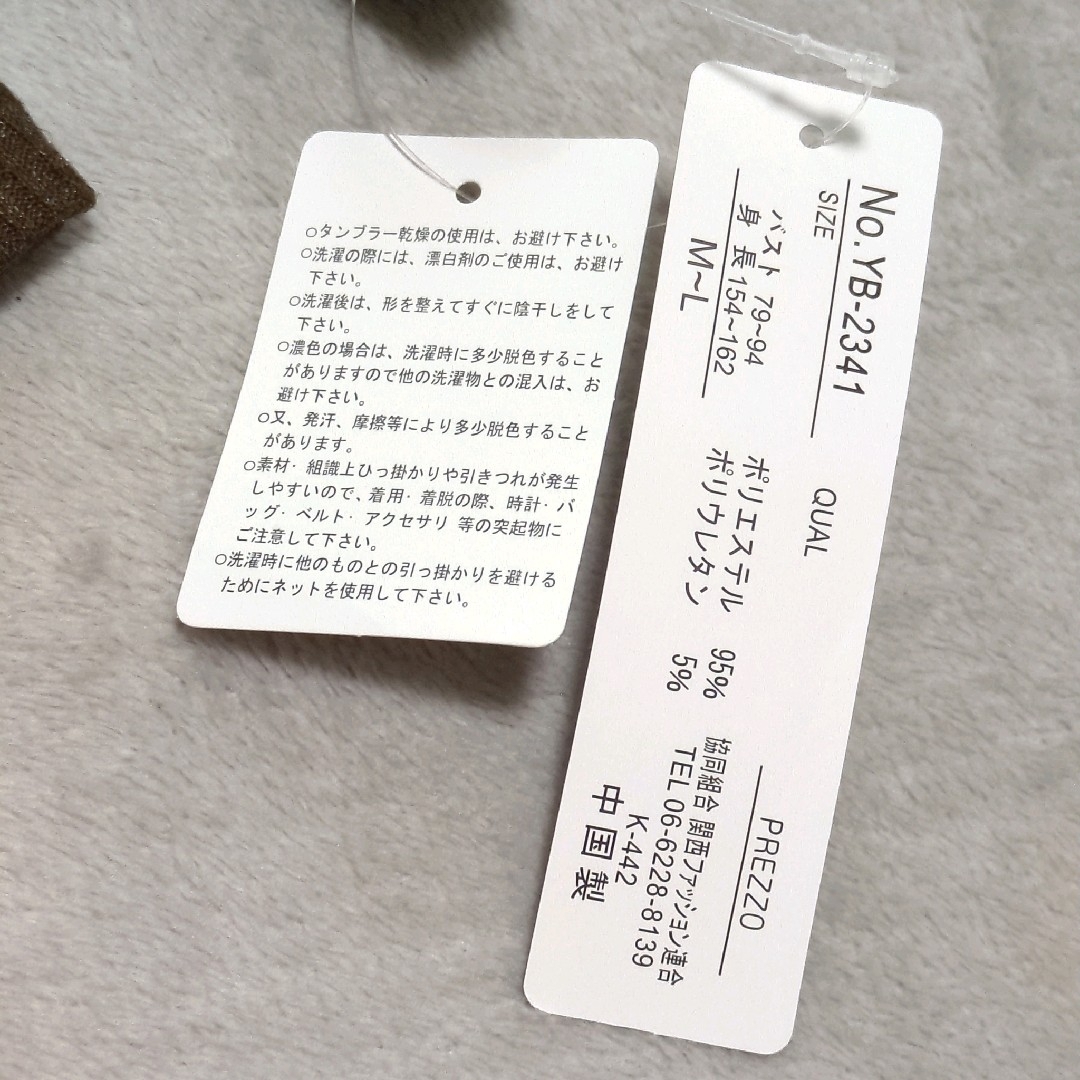 ○タンブラー乾燥の使用は、お避け下さい。
○洗濯の際には、漂白剤のご使用は、お避け
下さい。
○洗濯後は、形を整えてすぐに陰干しをして
下さい。
○濃色の場合は、洗濯時に多少脱色すること
がありますので他の洗濯物との混入は、お
避け下さい。
○又、発汗、摩擦等により多少脱色すること
があります。
○素材・組識上ひっ掛かりや引きつれが発生
しやすいので、着用・着脱の際、時計・バ
ッグ・ベルト・アクセサリ 等の突起物に
ご注意して下さい。
○洗濯時に他のものとの引っ掛かりを避ける
ためにネットを使用して下さい。
No.YB-2341
SIZE
バスト 79~94
身 長 154~162
M~L
QUAL
ポリエステル 95%
ポリウレタン 5%
PREZZO
協同組合 関西ファッション連合
TEL 06-6228-8139
K-442
中国製